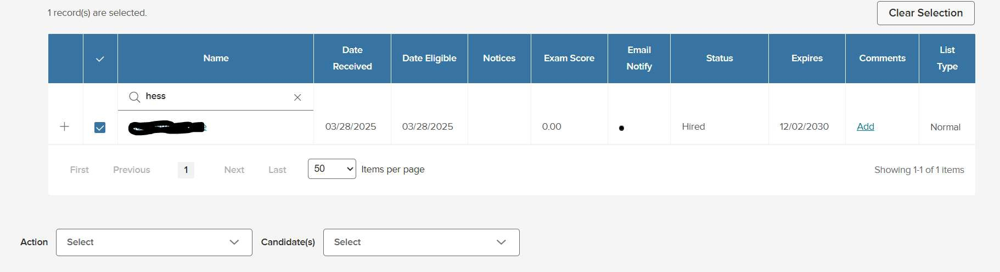 1 record(s) are selected.
Clear Selection
Name
Date Received
Date Eligible
Notices
Exam Score
Email Notify
Status
Expires
Comments
List Type
hess
03/28/2025
03/28/2025
0.00
Hired
12/02/2030
Add
Normal
First
Previous
1
Next
Last
50
Items per page
Showing 1-1 of 1 items
Action
Select
Candidate(s)
Select